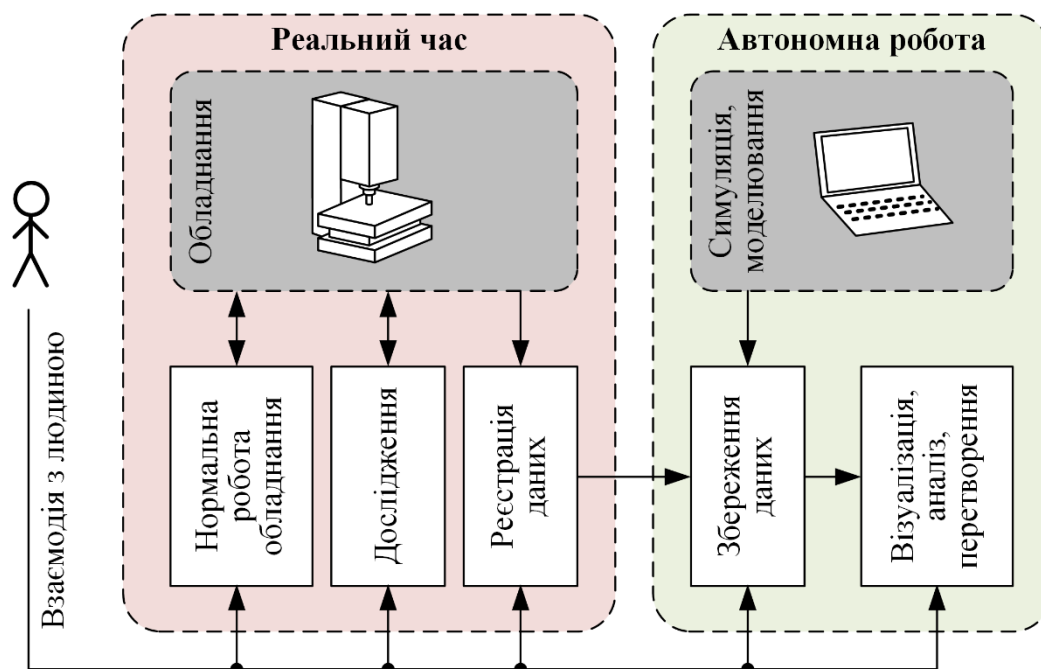 Реальний час
Автономна робота
Обладнання
Симуляція,
моделювання
Взаємодія з людиною
Нормальна
робота
обладнання
Дослідження
Реєстрація
даних
Збереження
даних
Візуалізація,
аналіз,
перетворення